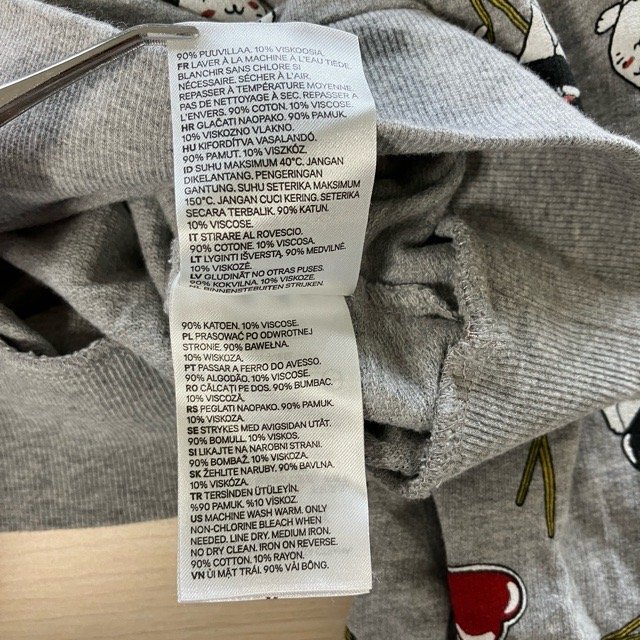 90% PUUVILLAA. 10% VISKOOSIA.
FR LAVER À LA MACHINE À L'EAU TIÈDE.
BLANCHIR SANS CHLORE SI
NÉCESSAIRE. SÉCHER À L'AIR.
REPASSER À TEMPÉRATURE MOYENNE.
PAS DE NETTOYAGE À SEC. REPASSER À
L'ENVERS. 90% COTON. 10% VISCOSE.
HR GLAČATI NAOPAKO. 90% PAMUK.
10% VISKOZNO VLAKNO.
HU KIFORDÍTVA VASALANDÓ.
90% PAMUT. 10% VISZKÓZ.
ID SUHU MAKSIMUM 40°C. JANGAN
DIKELANTANG. PENGERINGAN
GANTUNG. SUHU SETERIKA MAKSIMUM
150°C. JANGAN CUCI KERING. SETERIKA
SECARA TERBALIK. 90% KATUN.
10% VISCOSE.
IT STIRARE AL ROVESCIO.
90% COTONE. 10% VISCOSA.
LT LYGINTI IŠVERSTĄ. 90% MEDVILNĖ.
10% VISKOZĖ.
LV GLUDINĀT NO OTRAS PUSES.
90% KOKVILNA. 10% VISKOZE.
NL BINNENSTEBUITEN STRIJKEN.
90% KATOEN. 10% VISCOSE.
PL PRASOWAĆ PO ODWROTNEJ
STRONIE. 90% BAWEŁNA.
10% WISKOZA.
PT PASSAR A FERRO DO AVESSO.
90% ALGODÃO. 10% VISCOSE.
RO CĂLCAȚI PE DOS. 90% BUMBAC.
10% VISCOZĂ.
RS PEGLATI NAOPAKO. 90% PAMUK.
10% VISKOZA.
SE STRYKES MED AVIGSIDAN UTÅT.
90% BOMULL. 10% VISKOS.
SI LIKAJTE NA NAROBNI STRANI.
90% BOMBAŽ. 10% VISKOZA.
SK ŽEHLITE NARUBY. 90% BAVLNA.
10% VISKÓZA.
TR TERSİNDEN ÜTÜLEYİN.
%90 PAMUK. %10 VİSKOZ.
US MACHINE WASH WARM. ONLY
NON-CHLORINE BLEACH WHEN
NEEDED. LINE DRY. MEDIUM IRON.
NO DRY CLEAN. IRON ON REVERSE.
90% COTTON. 10% RAYON.
VN ỦI MẶT TRÁI. 90% VẢI BÔNG.